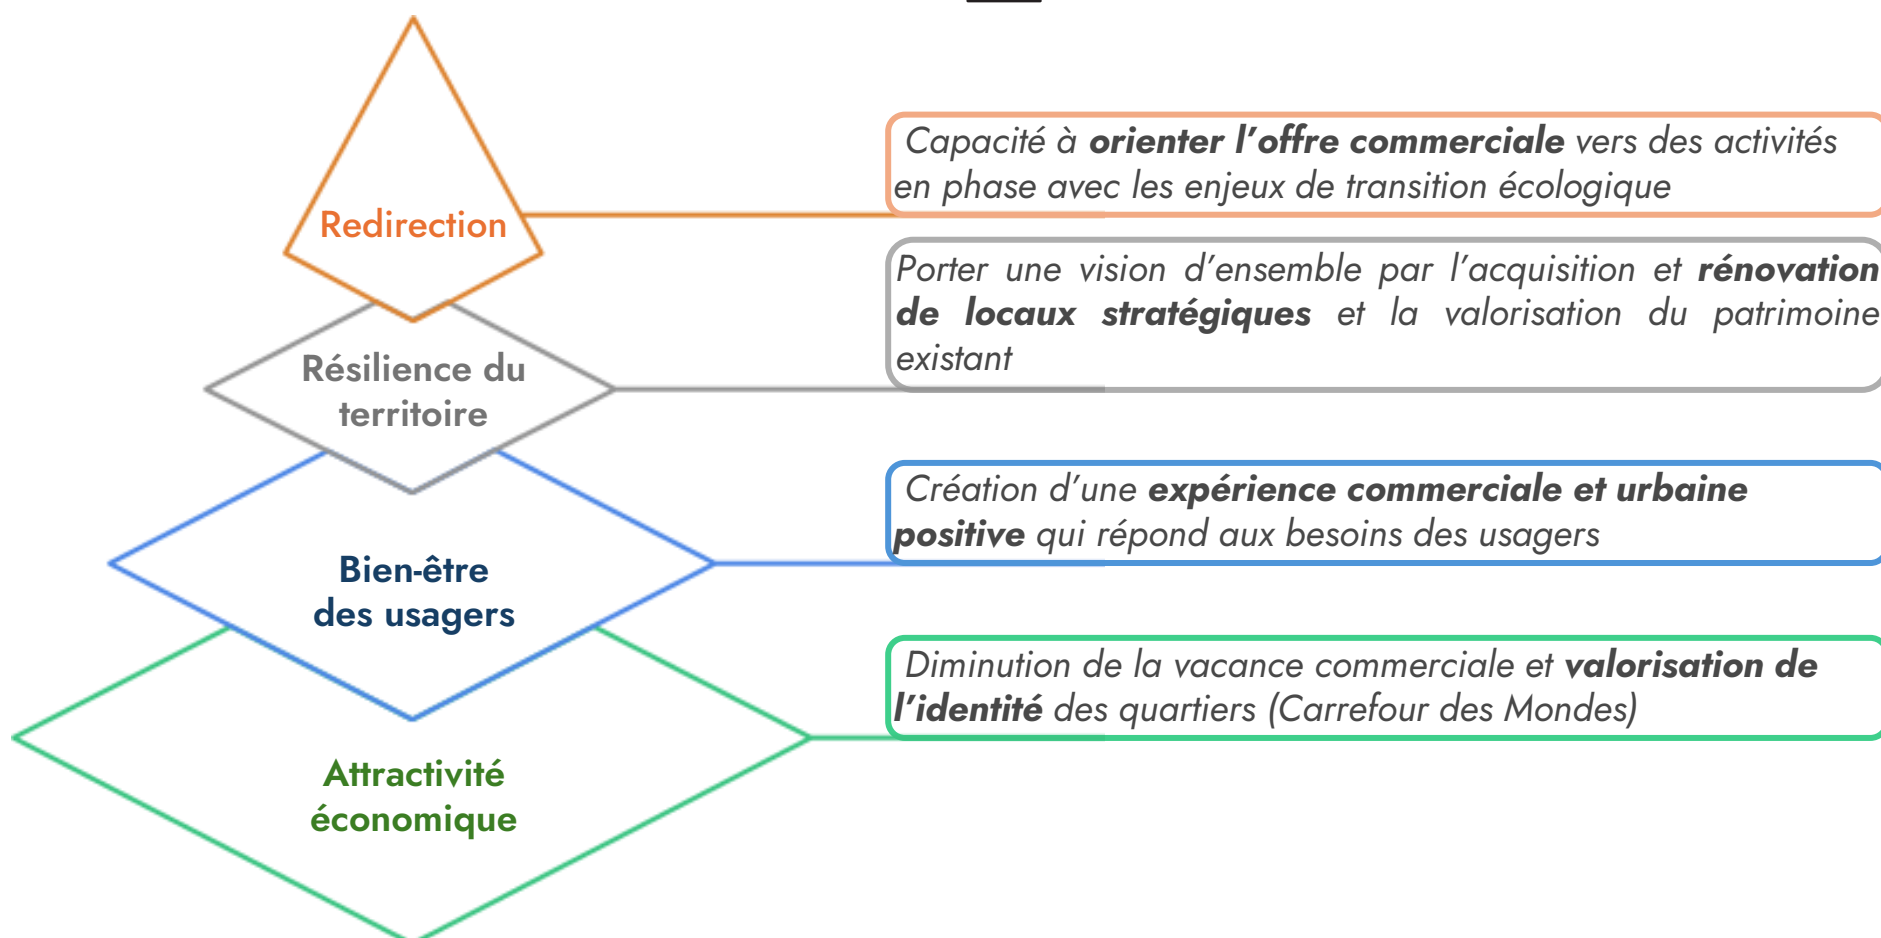 Redirection
Capacité à orienter l’offre commerciale vers des activités
en phase avec les enjeux de transition écologique
Résilience du
territoire
Porter une vision d’ensemble par l’acquisition et rénovation
de locaux stratégiques et la valorisation du patrimoine
existant
Bien-être
des usagers
Création d’une expérience commerciale et urbaine
positive qui répond aux besoins des usagers
Attractivité
économique
Diminution de la vacance commerciale et valorisation de
l’identité des quartiers (Carrefour des Mondes)